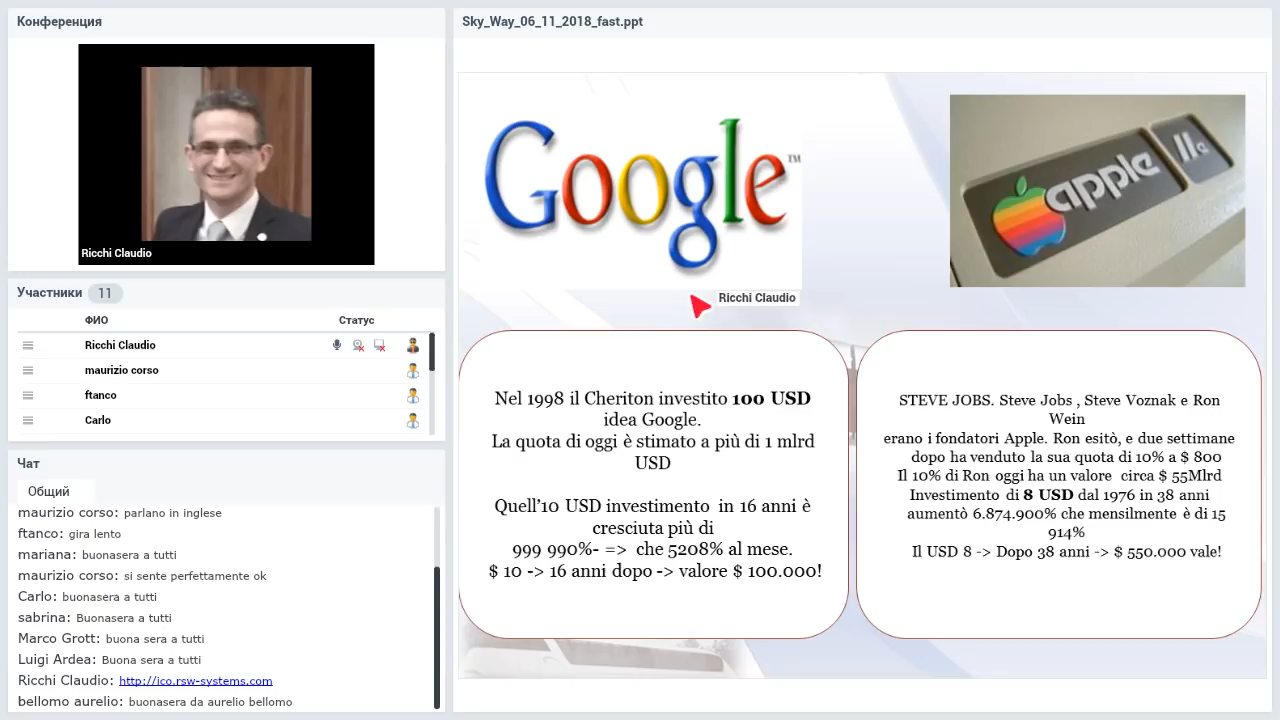 Конференция
Ricchi Claudio
Участники 11
ФИО Статус
Ricchi Claudio
maurizio corso
ftanco
Carlo
Чат
Общий
maurizio corso: parlano in inglese
ftanco: gira lento
mariana: buonasera a tutti
maurizio corso: si sente perfettamente ok
Carlo: buonasera a tutti
sabrina: Buonasera a tutti
Marco Grott: buona sera a tutti
Luigi Ardea: Buona sera a tutti
Ricchi Claudio: http://ico.rsw-systems.com
bellomo aurelio: buonasera da aurelio bellomo
Sky_Way_06_11_2018_fast.ppt
Google™
apple IIe
Ricchi Claudio
Nel 1998 il Cheriton investito 100 USD
idea Google.
La quota di oggi è stimato a più di 1 mlrd
USD
Quell'10 USD investimento in 16 anni è
cresciuta più di
999 990%- => che 5208% al mese.
$ 10 -> 16 anni dopo -> valore $ 100.000!
STEVE JOBS. Steve Jobs , Steve Voznak e Ron
Wein
erano i fondatori Apple. Ron esitò, e due settimane
dopo ha venduto la sua quota di 10% a $ 800
Il 10% di Ron oggi ha un valore circa $ 55Mlrd
Investimento di 8 USD dal 1976 in 38 anni
aumentò 6.874.900% che mensilmente è di 15
914%
Il USD 8 -> Dopo 38 anni -> $ 550.000 vale!